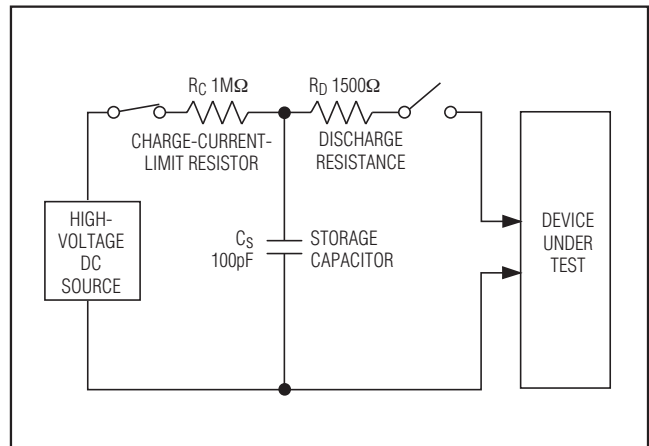 RC 1MΩ
CHARGE-CURRENT-
LIMIT RESISTOR
RD 1500Ω
DISCHARGE
RESISTANCE
HIGH-
VOLTAGE
DC
SOURCE
CS
100pF
STORAGE
CAPACITOR
DEVICE
UNDER
TEST